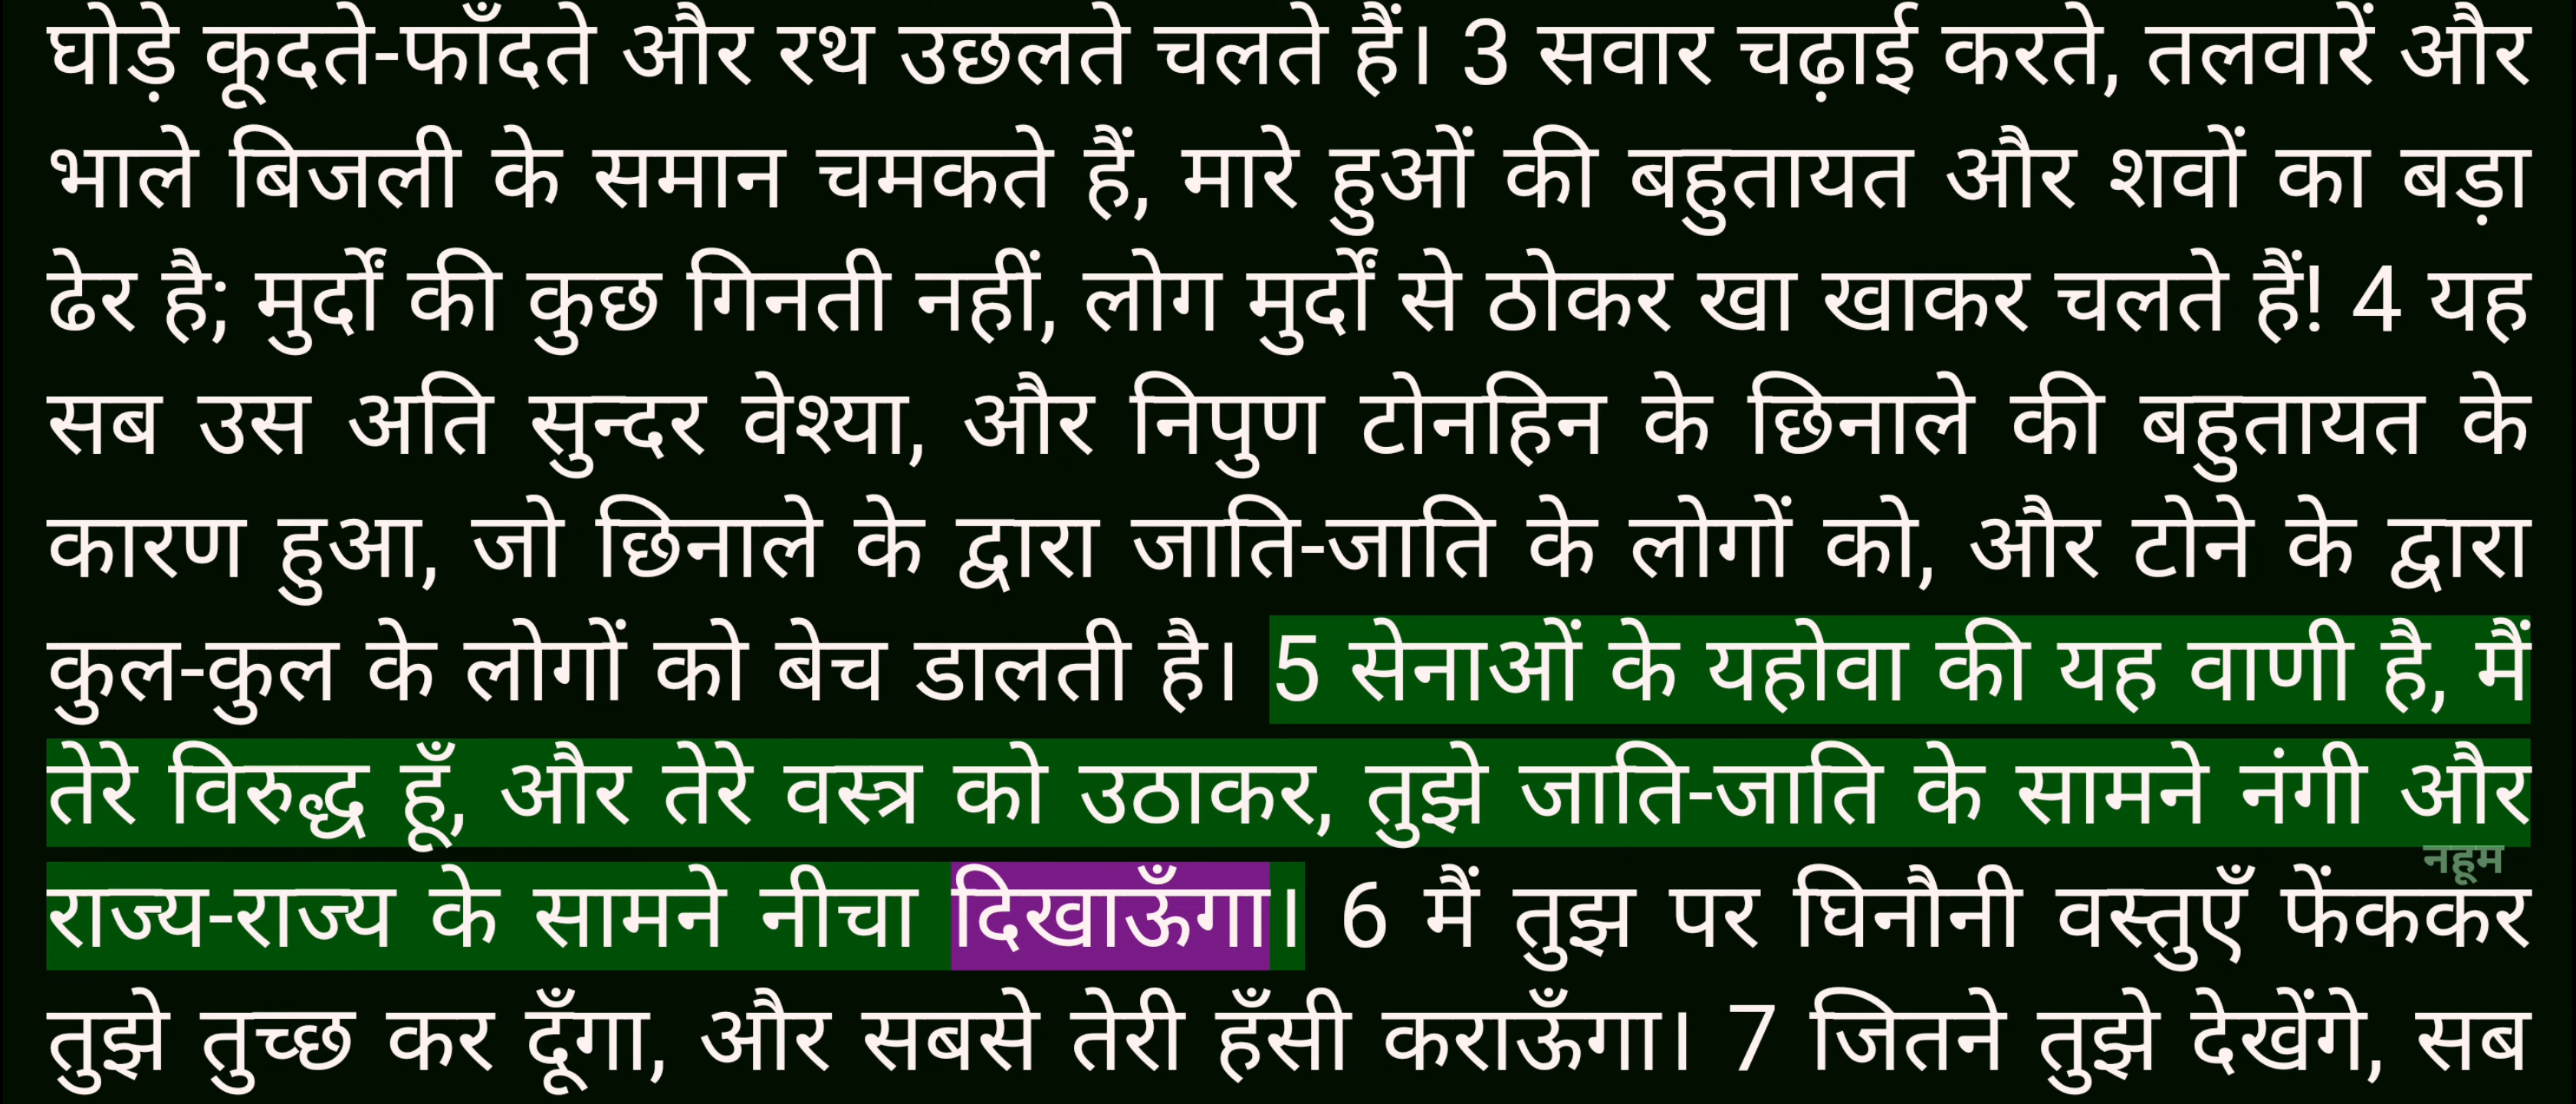 घोड़े कूदते-फाँदते और रथ उछलते चलते हैं। 3 सवार चढ़ाई करते, तलवारें और
भाले बिजली के समान चमकते हैं, मारे हुओं की बहुतायत और शवों का बड़ा
ढेर है; मुर्दों की कुछ गिनती नहीं, लोग मुर्दों से ठोकर खा खाकर चलते हैं! 4 यह
सब उस अति सुन्दर वेश्या, और निपुण टोनहिन के छिनाले की बहुतायत के
कारण हुआ, जो छिनाले के द्वारा जाति-जाति के लोगों को, और टोने के द्वारा
कुल-कुल के लोगों को बेच डालती है। 5 सेनाओं के यहोवा की यह वाणी है, मैं
तेरे विरुद्ध हूँ, और तेरे वस्त्र को उठाकर, तुझे जाति-जाति के सामने नंगी और
नहूम
राज्य-राज्य के सामने नीचा दिखाऊँगा। 6 मैं तुझ पर घिनौनी वस्तुएँ फेंककर
तुझे तुच्छ कर दूँगा, और सबसे तेरी हँसी कराऊँगा। 7 जितने तुझे देखेंगे, सब